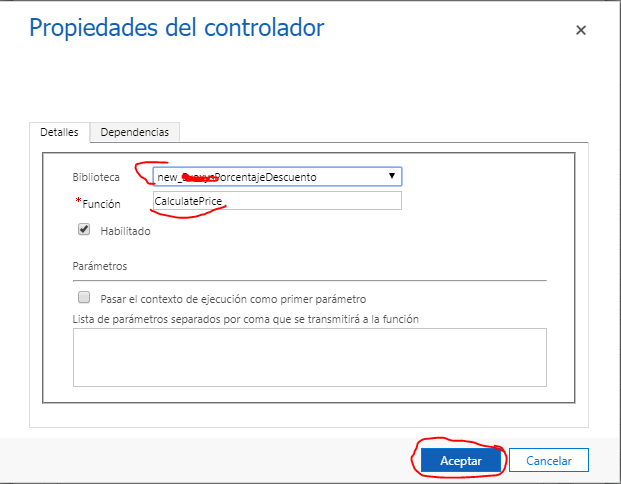 Propiedades del controlador
Detalles Dependencias
Biblioteca new_ PorcentajeDescuento
*Función CalculatePrice
Habilitado
Parámetros
Pasar el contexto de ejecución como primer parámetro
Lista de parámetros separados por coma que se transmitirá a la función
Aceptar Cancelar